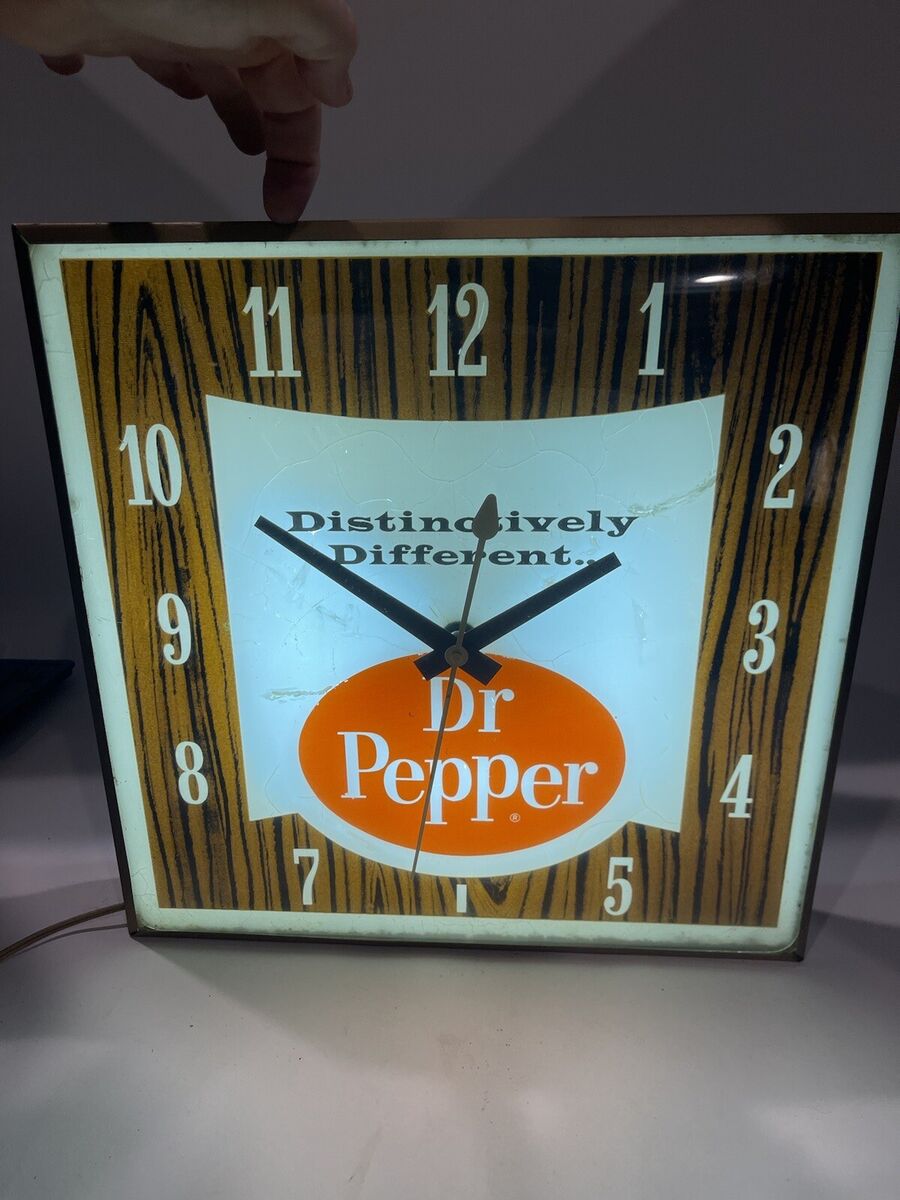 11 12 1
10 2
Distinctively
Different..
9 3
Dr
Pepper
®
8 4
7 5